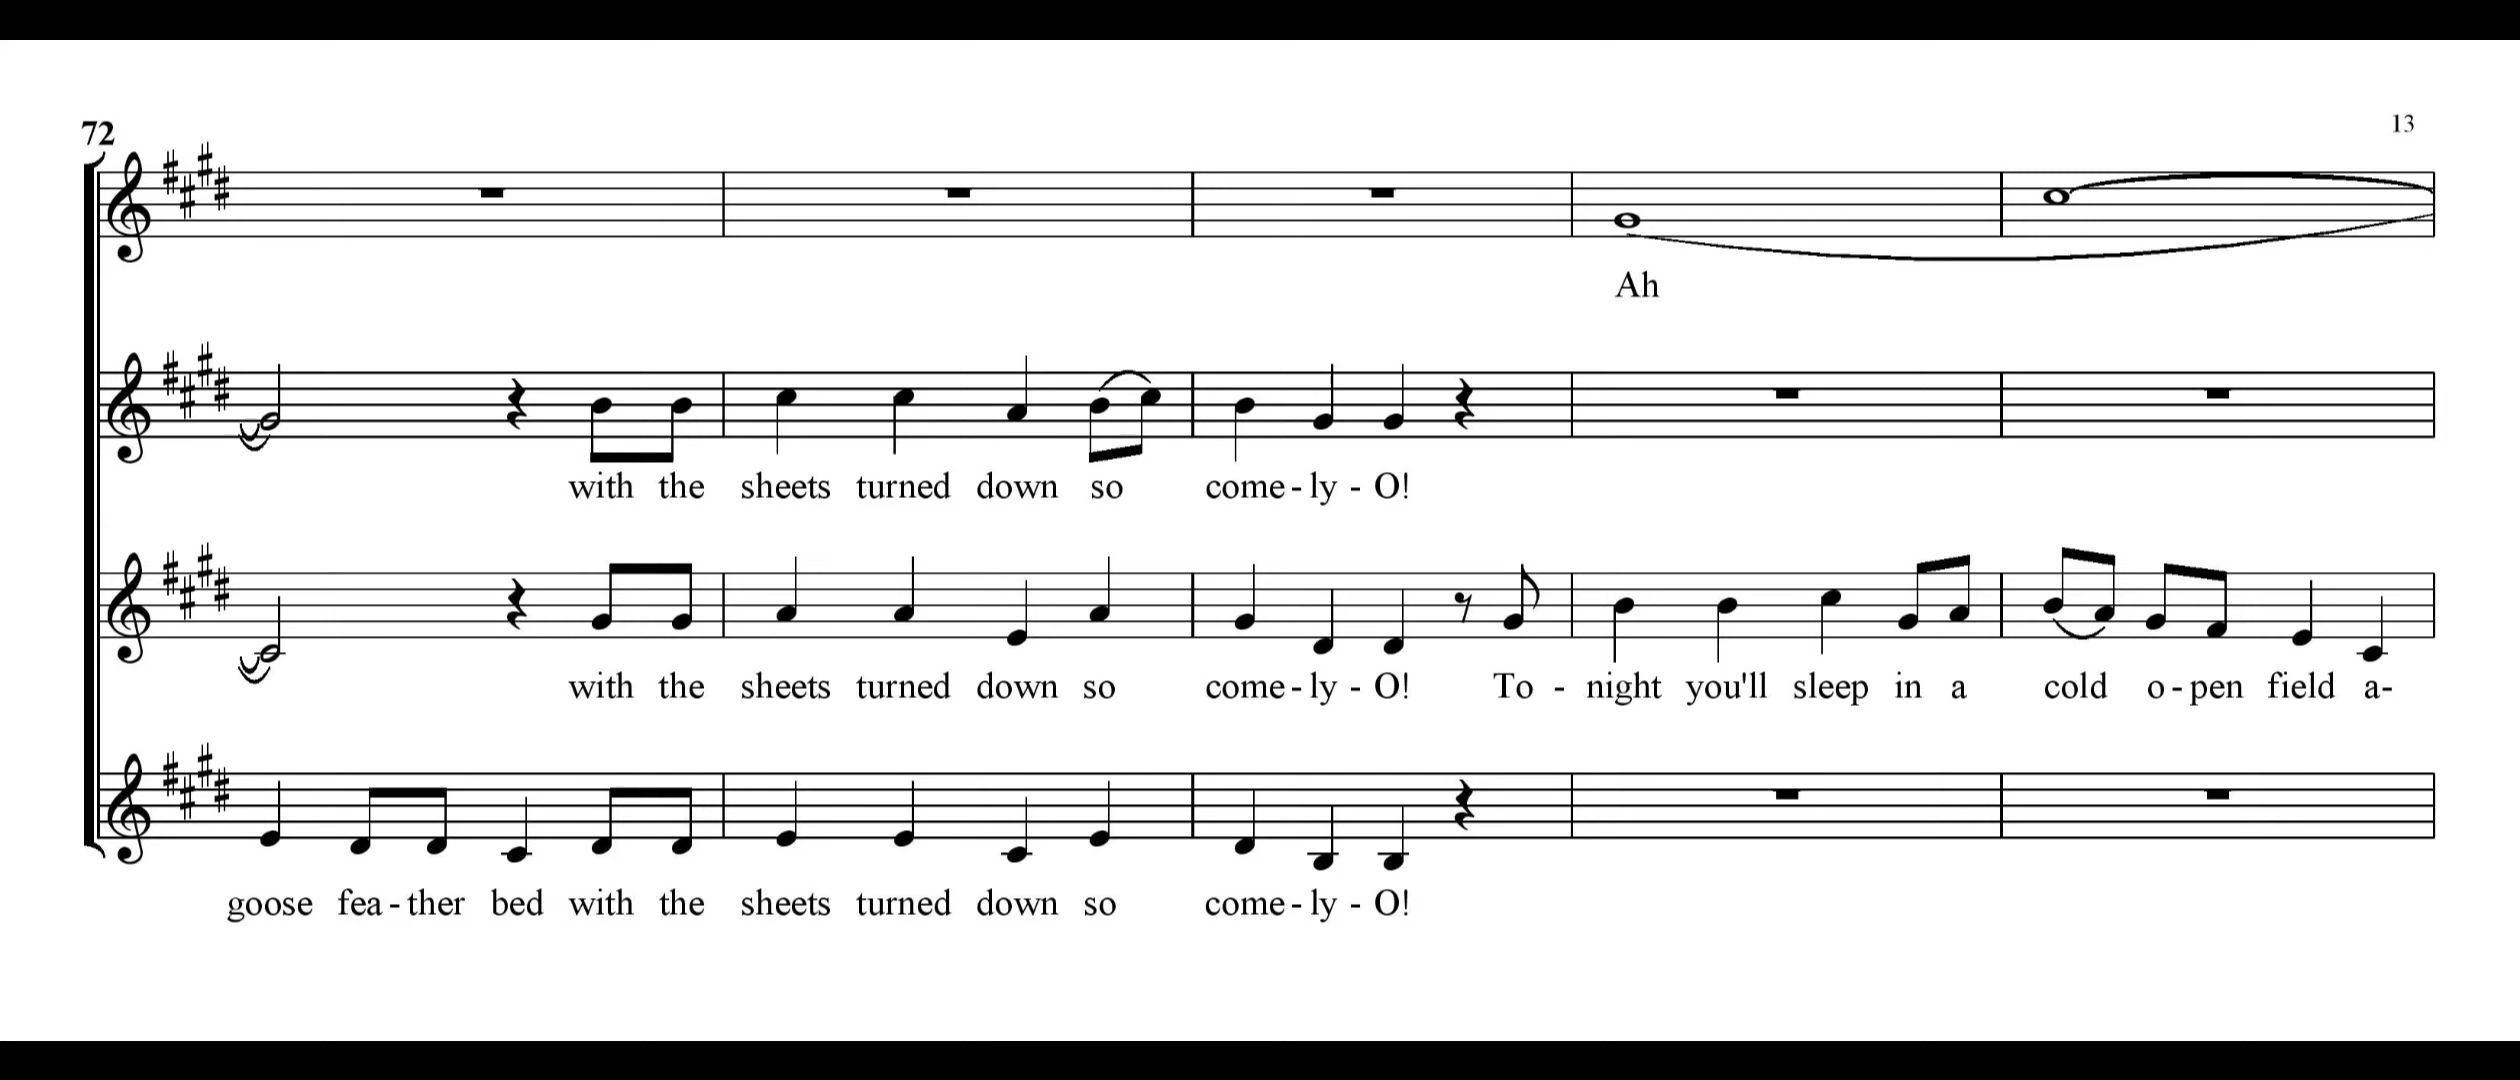 72
13
Ah
with the sheets turned down so come - ly - O!
with the sheets turned down so come - ly - O! To - night you'll sleep in a cold o - pen field a-
goose fea - ther bed with the sheets turned down so come - ly - O!